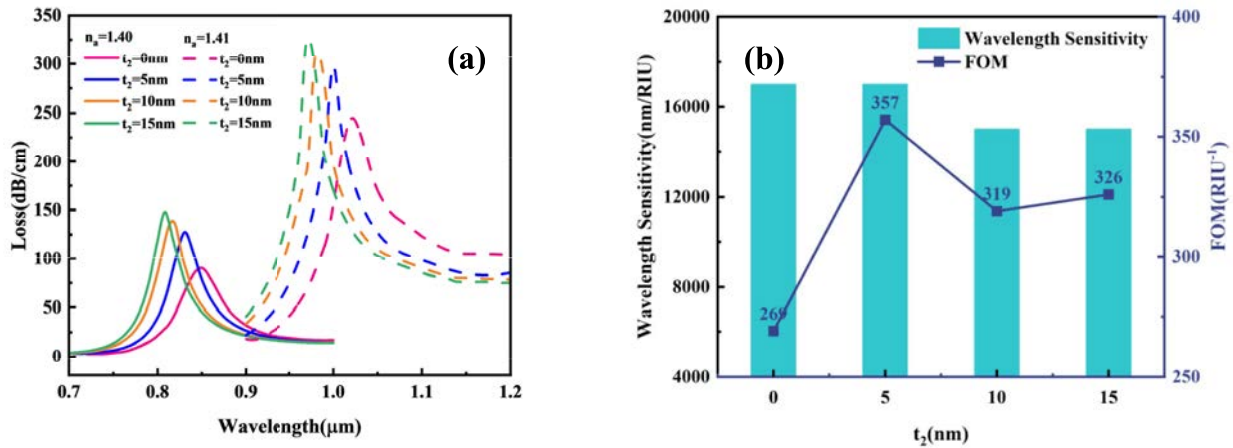 (a)
nₐ=1.40 nₐ=1.41
t₂=0nm t₂=0nm
t₂=5nm t₂=5nm
t₂=10nm t₂=10nm
t₂=15nm t₂=15nm
Loss(dB/cm)
350
300
250
200
150
100
50
0
0.7 0.8 0.9 1.0 1.1 1.2
Wavelength(μm)
(b)
Wavelength Sensitivity
FOM
Wavelength Sensitivity(nm/RIU)
20000
16000
12000
8000
4000
269
357
319
326
400
350
300
250
FOM(RIU⁻¹)
0 5 10 15
t₂(nm)